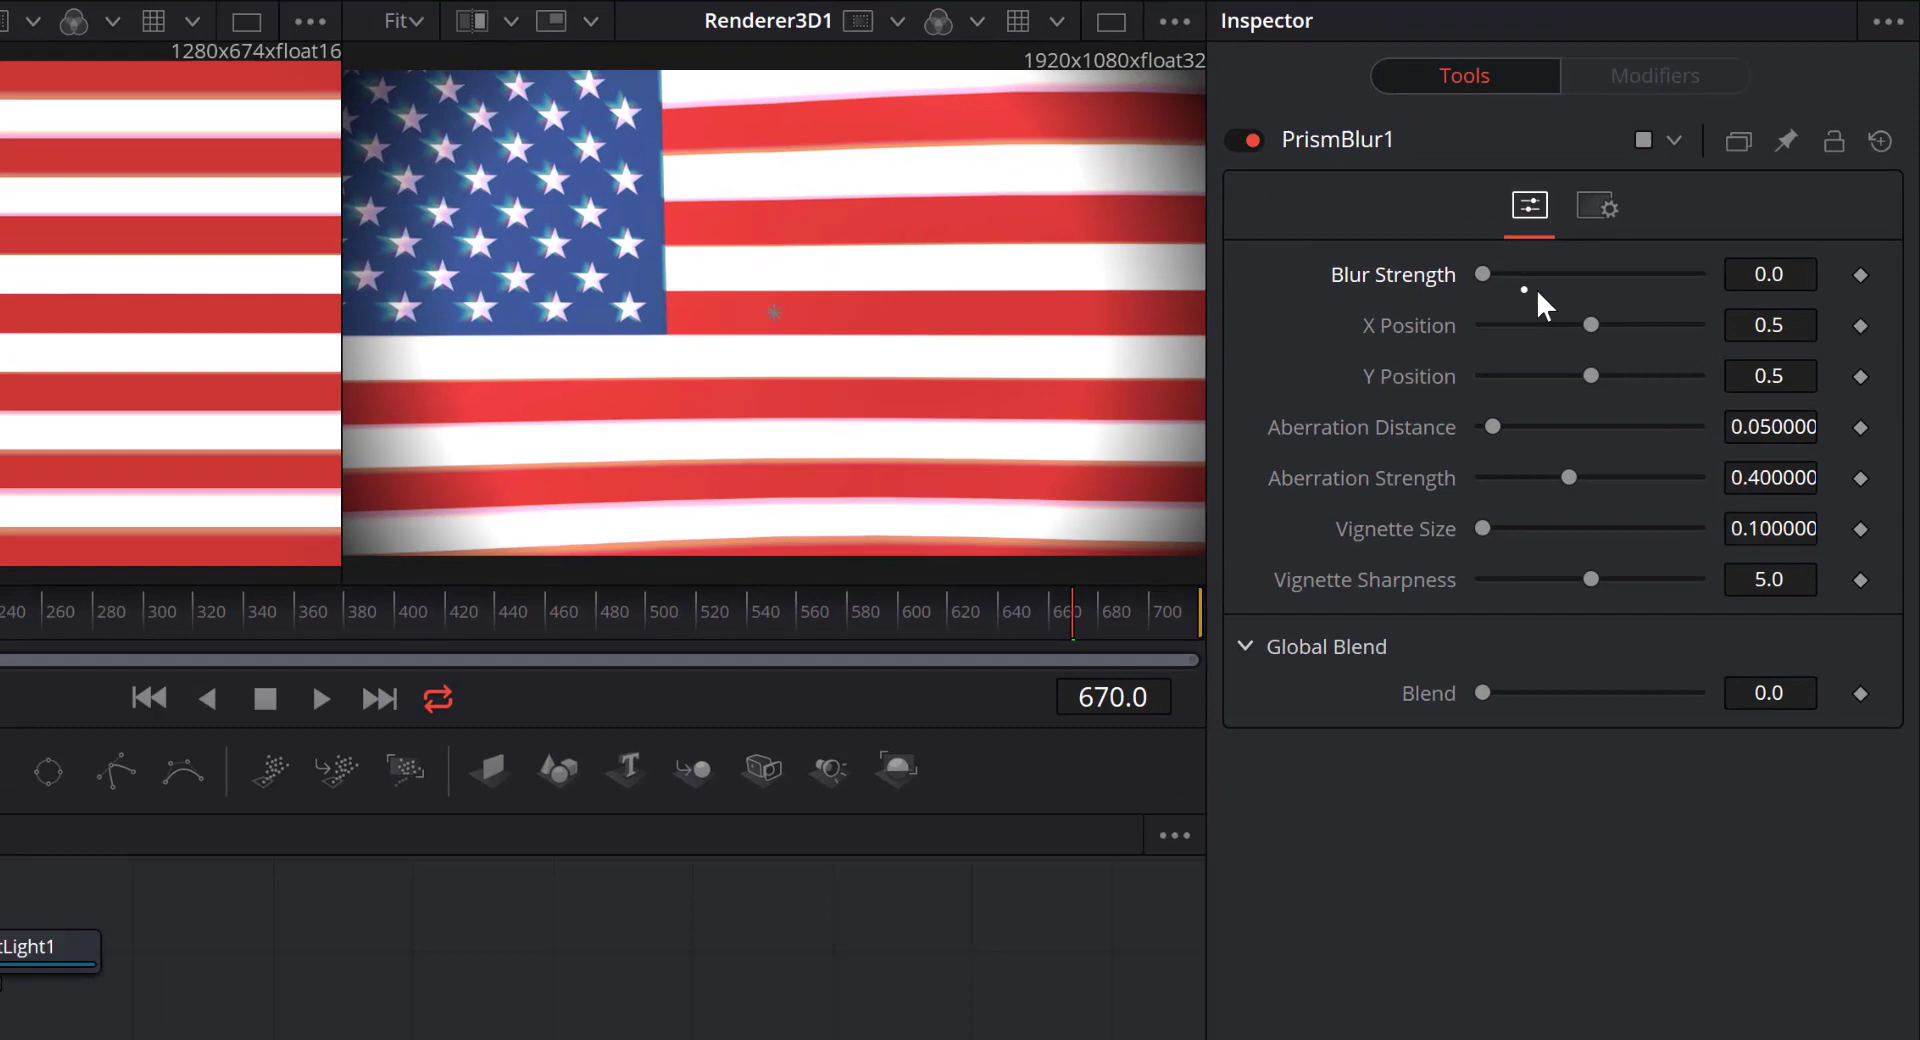 Fit
Renderer3D1
Inspector
1280x674xfloat16
1920x1080xfloat32
Tools
Modifiers
PrismBlur1
Blur Strength 0.0
X Position 0.5
Y Position 0.5
Aberration Distance 0.050000
Aberration Strength 0.400000
Vignette Size 0.100000
Vignette Sharpness 5.0
240 260 280 300 320 340 360 380 400 420 440 460 480 500 520 540 560 580 600 620 640 660 680 700
Global Blend
Blend 0.0
670.0
tLight1